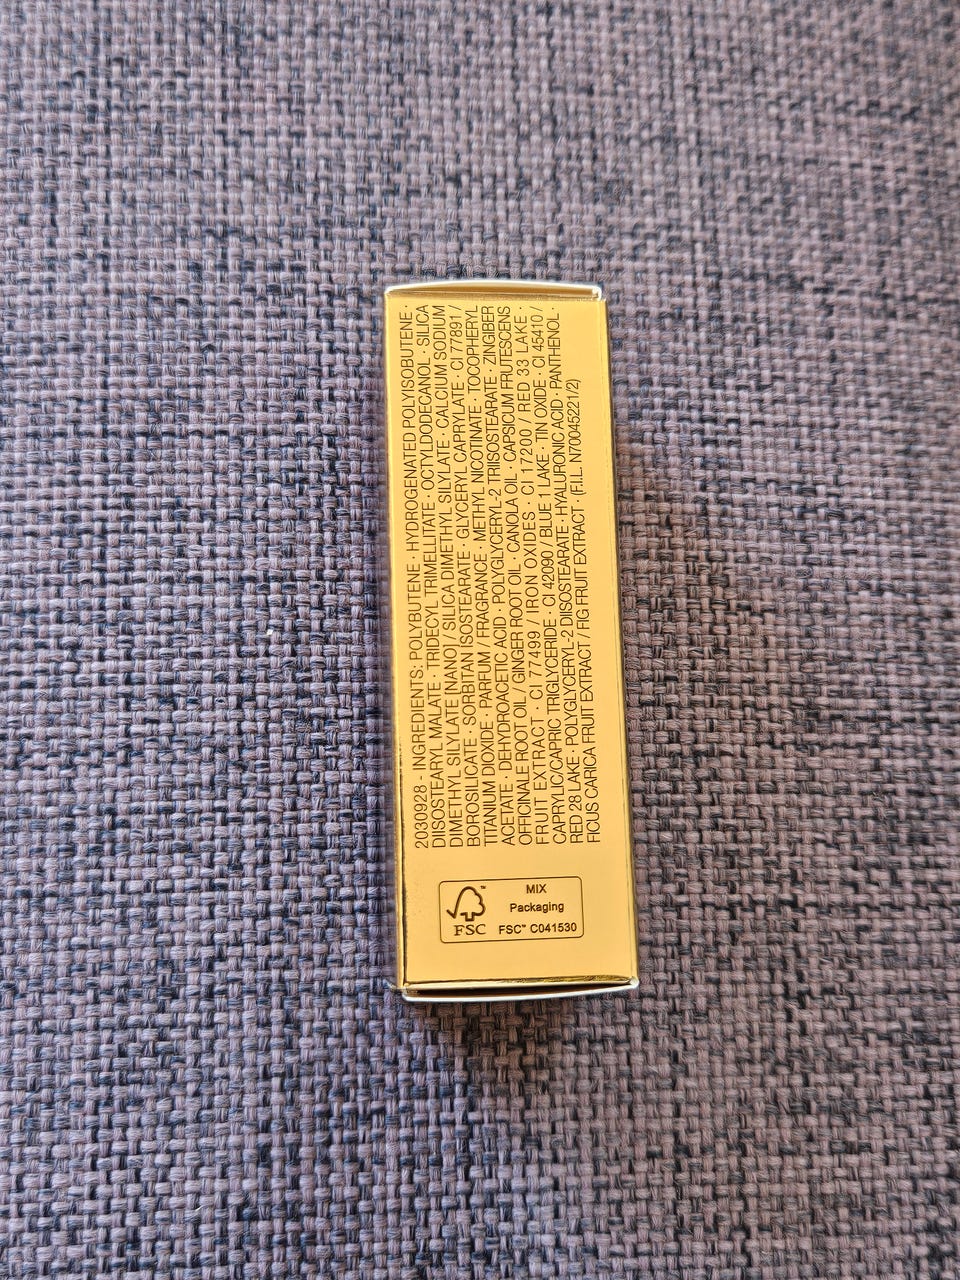 2030928 - INGREDIENTS: POLYBUTENE · HYDROGENATED POLYISOBUTENE ·
DIISOSTEARYL MALATE · TRIDECYL TRIMELLITATE · OCTYLDODECANOL · SILICA
DIMETHYL SILYLATE [NANO] / SILICA DIMETHYL SILYLATE · CALCIUM SODIUM
BOROSILICATE · SORBITAN ISOSTEARATE · GLYCERYL CAPRYLATE · CI 77891 /
TITANIUM DIOXIDE · PARFUM / FRAGRANCE · METHYL NICOTINATE · TOCOPHERYL
ACETATE · DEHYDROACETIC ACID · POLYGLYCERYL-2 TRIISOSTEARATE · ZINGIBER
OFFICINALE ROOT OIL / GINGER ROOT OIL · CANOLA OIL · CAPSICUM FRUTESCENS
FRUIT EXTRACT · CI 77499 / IRON OXIDES · CI 17200 / RED 33 LAKE ·
CAPRYLIC/CAPRIC TRIGLYCERIDE · CI 42090 / BLUE 1 LAKE · TIN OXIDE · CI 45410 /
RED 28 LAKE · POLYGLYCERYL-2 DIISOSTEARATE · HYALURONIC ACID · PANTHENOL ·
FICUS CARICA FRUIT EXTRACT / FIG FRUIT EXTRACT · (F.I.L. N70045221/2)
FSC™
MIX
Packaging
FSC™ C041530